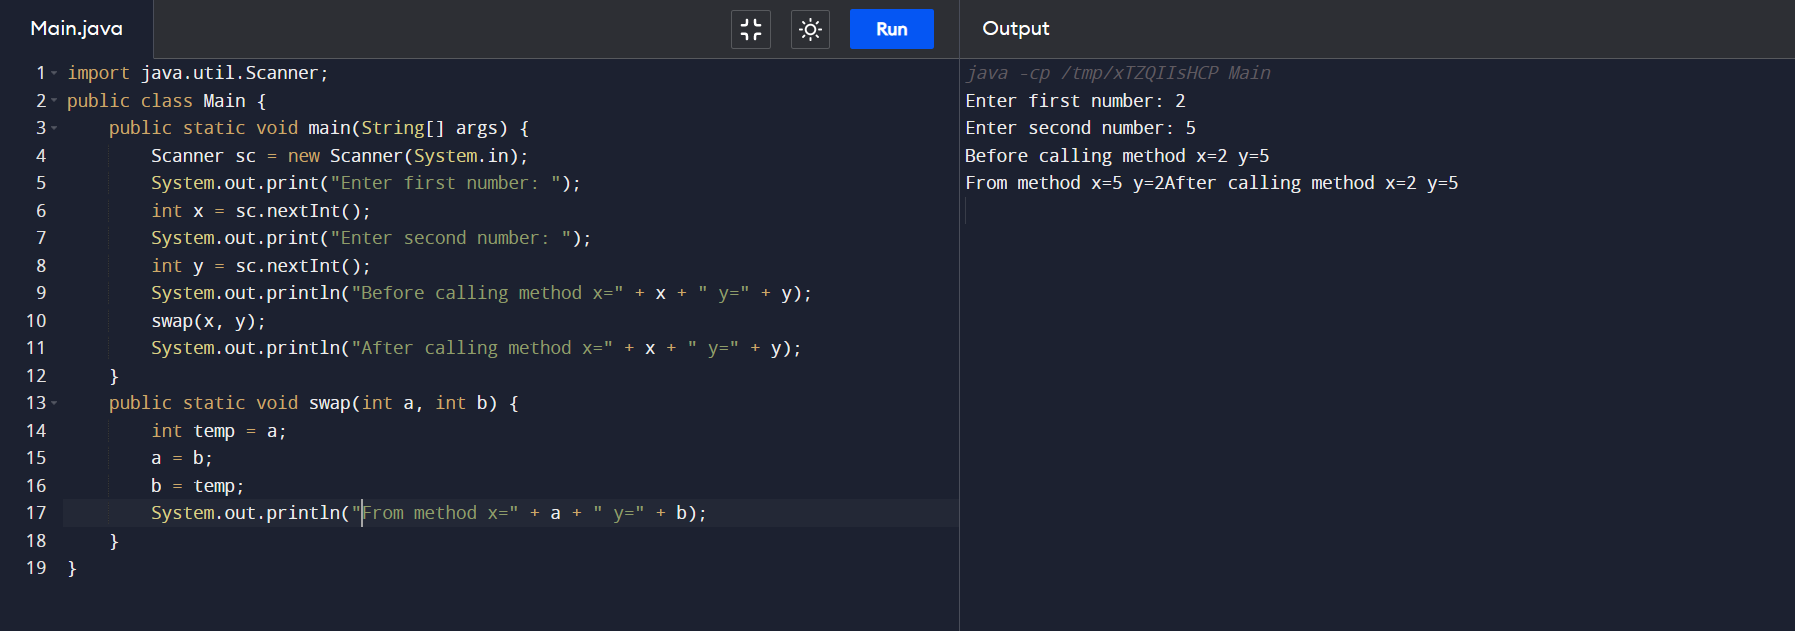 Main.java
Run
Output
1 import java.util.Scanner;
2 public class Main {
3     public static void main(String[] args) {
4         Scanner sc = new Scanner(System.in);
5         System.out.print("Enter first number: ");
6         int x = sc.nextInt();
7         System.out.print("Enter second number: ");
8         int y = sc.nextInt();
9         System.out.println("Before calling method x=" + x + " y=" + y);
10         swap(x, y);
11         System.out.println("After calling method x=" + x + " y=" + y);
12     }
13     public static void swap(int a, int b) {
14         int temp = a;
15         a = b;
16         b = temp;
17         System.out.println("From method x=" + a + " y=" + b);
18     }
19 }
java -cp /tmp/xTZQIIsHCP Main
Enter first number: 2
Enter second number: 5
Before calling method x=2 y=5
From method x=5 y=2After calling method x=2 y=5